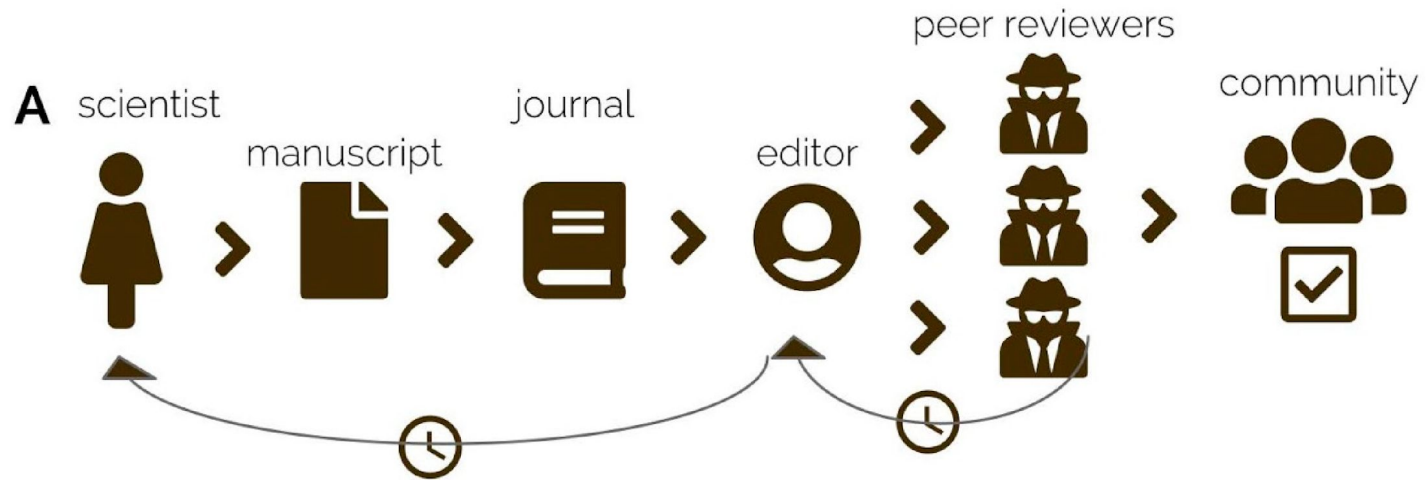 A
scientist
manuscript
journal
editor
peer reviewers
community